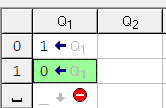 Q₁ Q₂
0 1 ← Q₁
1 0 ← Q₁
⎵ _ ↓